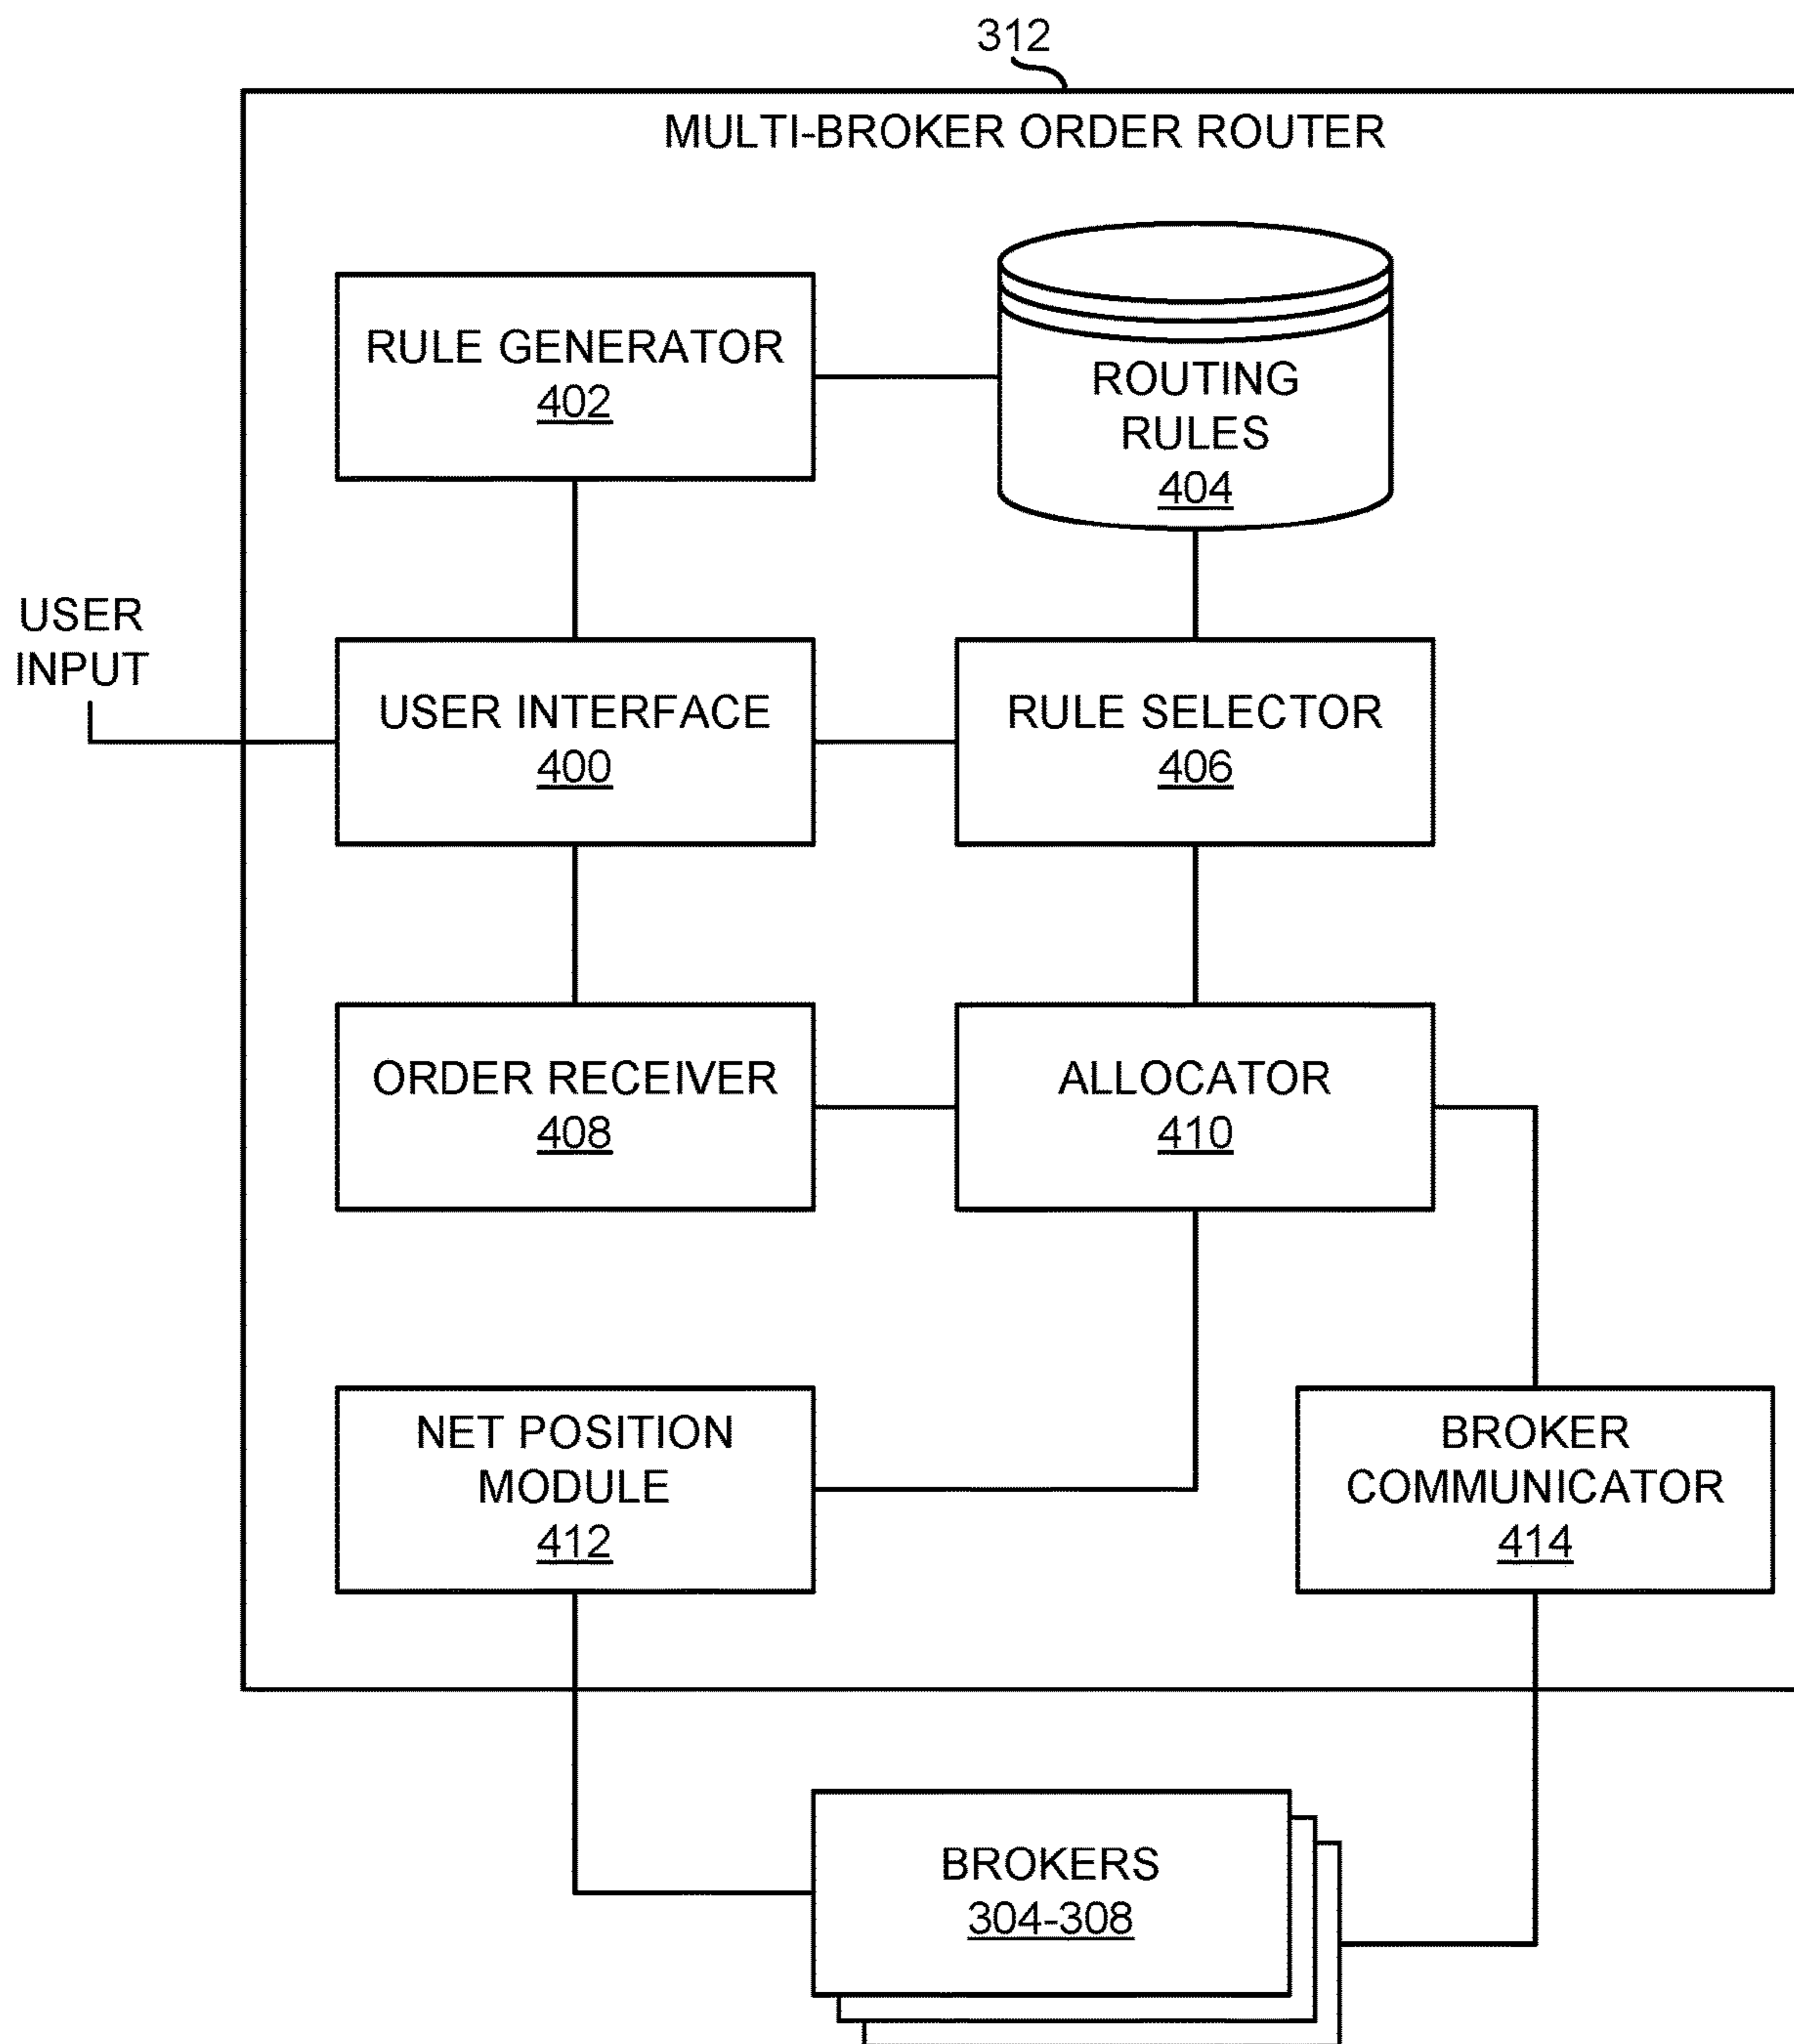 312
MULTI-BROKER ORDER ROUTER
RULE GENERATOR
402
ROUTING
RULES
404
USER
INPUT
USER INTERFACE
400
RULE SELECTOR
406
ORDER RECEIVER
408
ALLOCATOR
410
NET POSITION
MODULE
412
BROKER
COMMUNICATOR
414
BROKERS
304-308